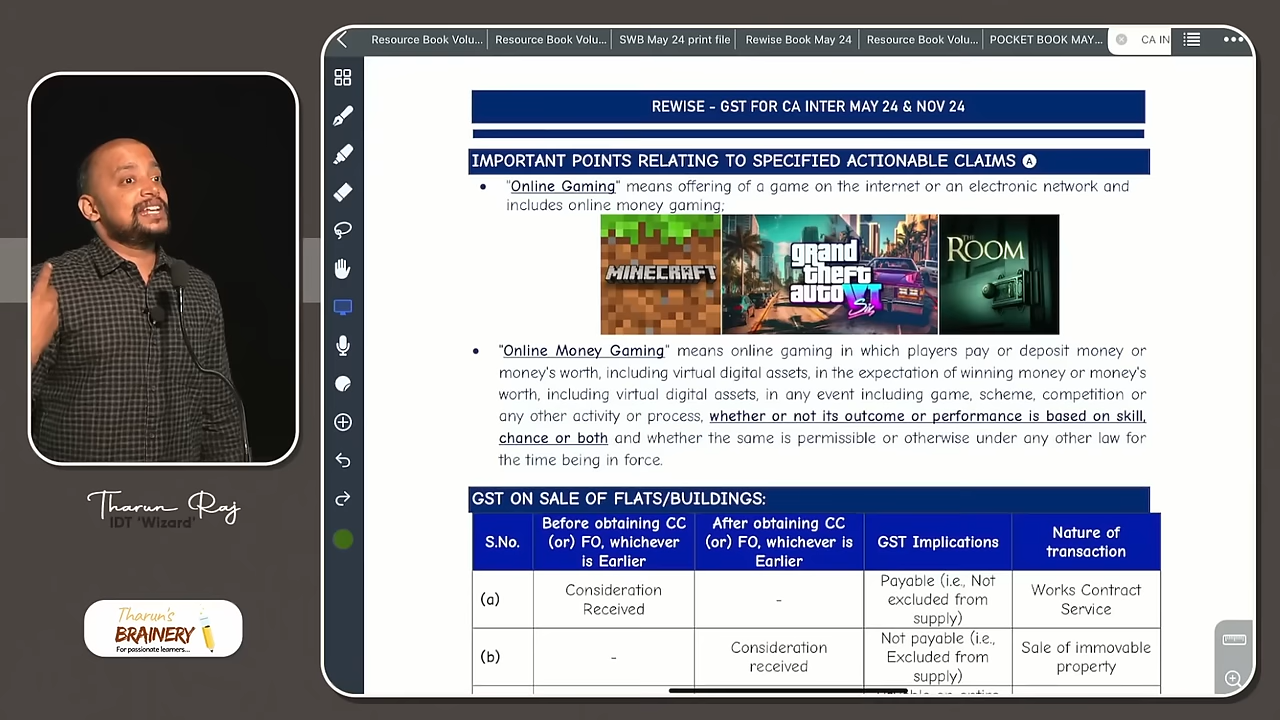 Resource Book Volu...
Resource Book Volu...
SWB May 24 print file
Rewise Book May 24
Resource Book Volu...
POCKET BOOK MAY...
CA IN
REWISE - GST FOR CA INTER MAY 24 & NOV 24
IMPORTANT POINTS RELATING TO SPECIFIED ACTIONABLE CLAIMS A
• "Online Gaming" means offering of a game on the internet or an electronic network and
includes online money gaming;
MINECRAFT
grand
theft
auto VI
Six
THE
ROOM
• "Online Money Gaming" means online gaming in which players pay or deposit money or
money's worth, including virtual digital assets, in the expectation of winning money or money's
worth, including virtual digital assets, in any event including game, scheme, competition or
any other activity or process, whether or not its outcome or performance is based on skill,
chance or both and whether the same is permissible or otherwise under any other law for
the time being in force.
GST ON SALE OF FLATS/BUILDINGS:
S.No.
Before obtaining CC
(or) FO, whichever
is Earlier
After obtaining CC
(or) FO, whichever is
Earlier
GST Implications
Nature of
transaction
(a)
Consideration
Received
-
Payable (i.e., Not
excluded from
supply)
Works Contract
Service
(b)
-
Consideration
received
Not payable (i.e.,
Excluded from
supply)
Sale of immovable
property
Tharun Raj
IDT 'Wizard'
Tharun's
BRAINERY
For passionate learners...